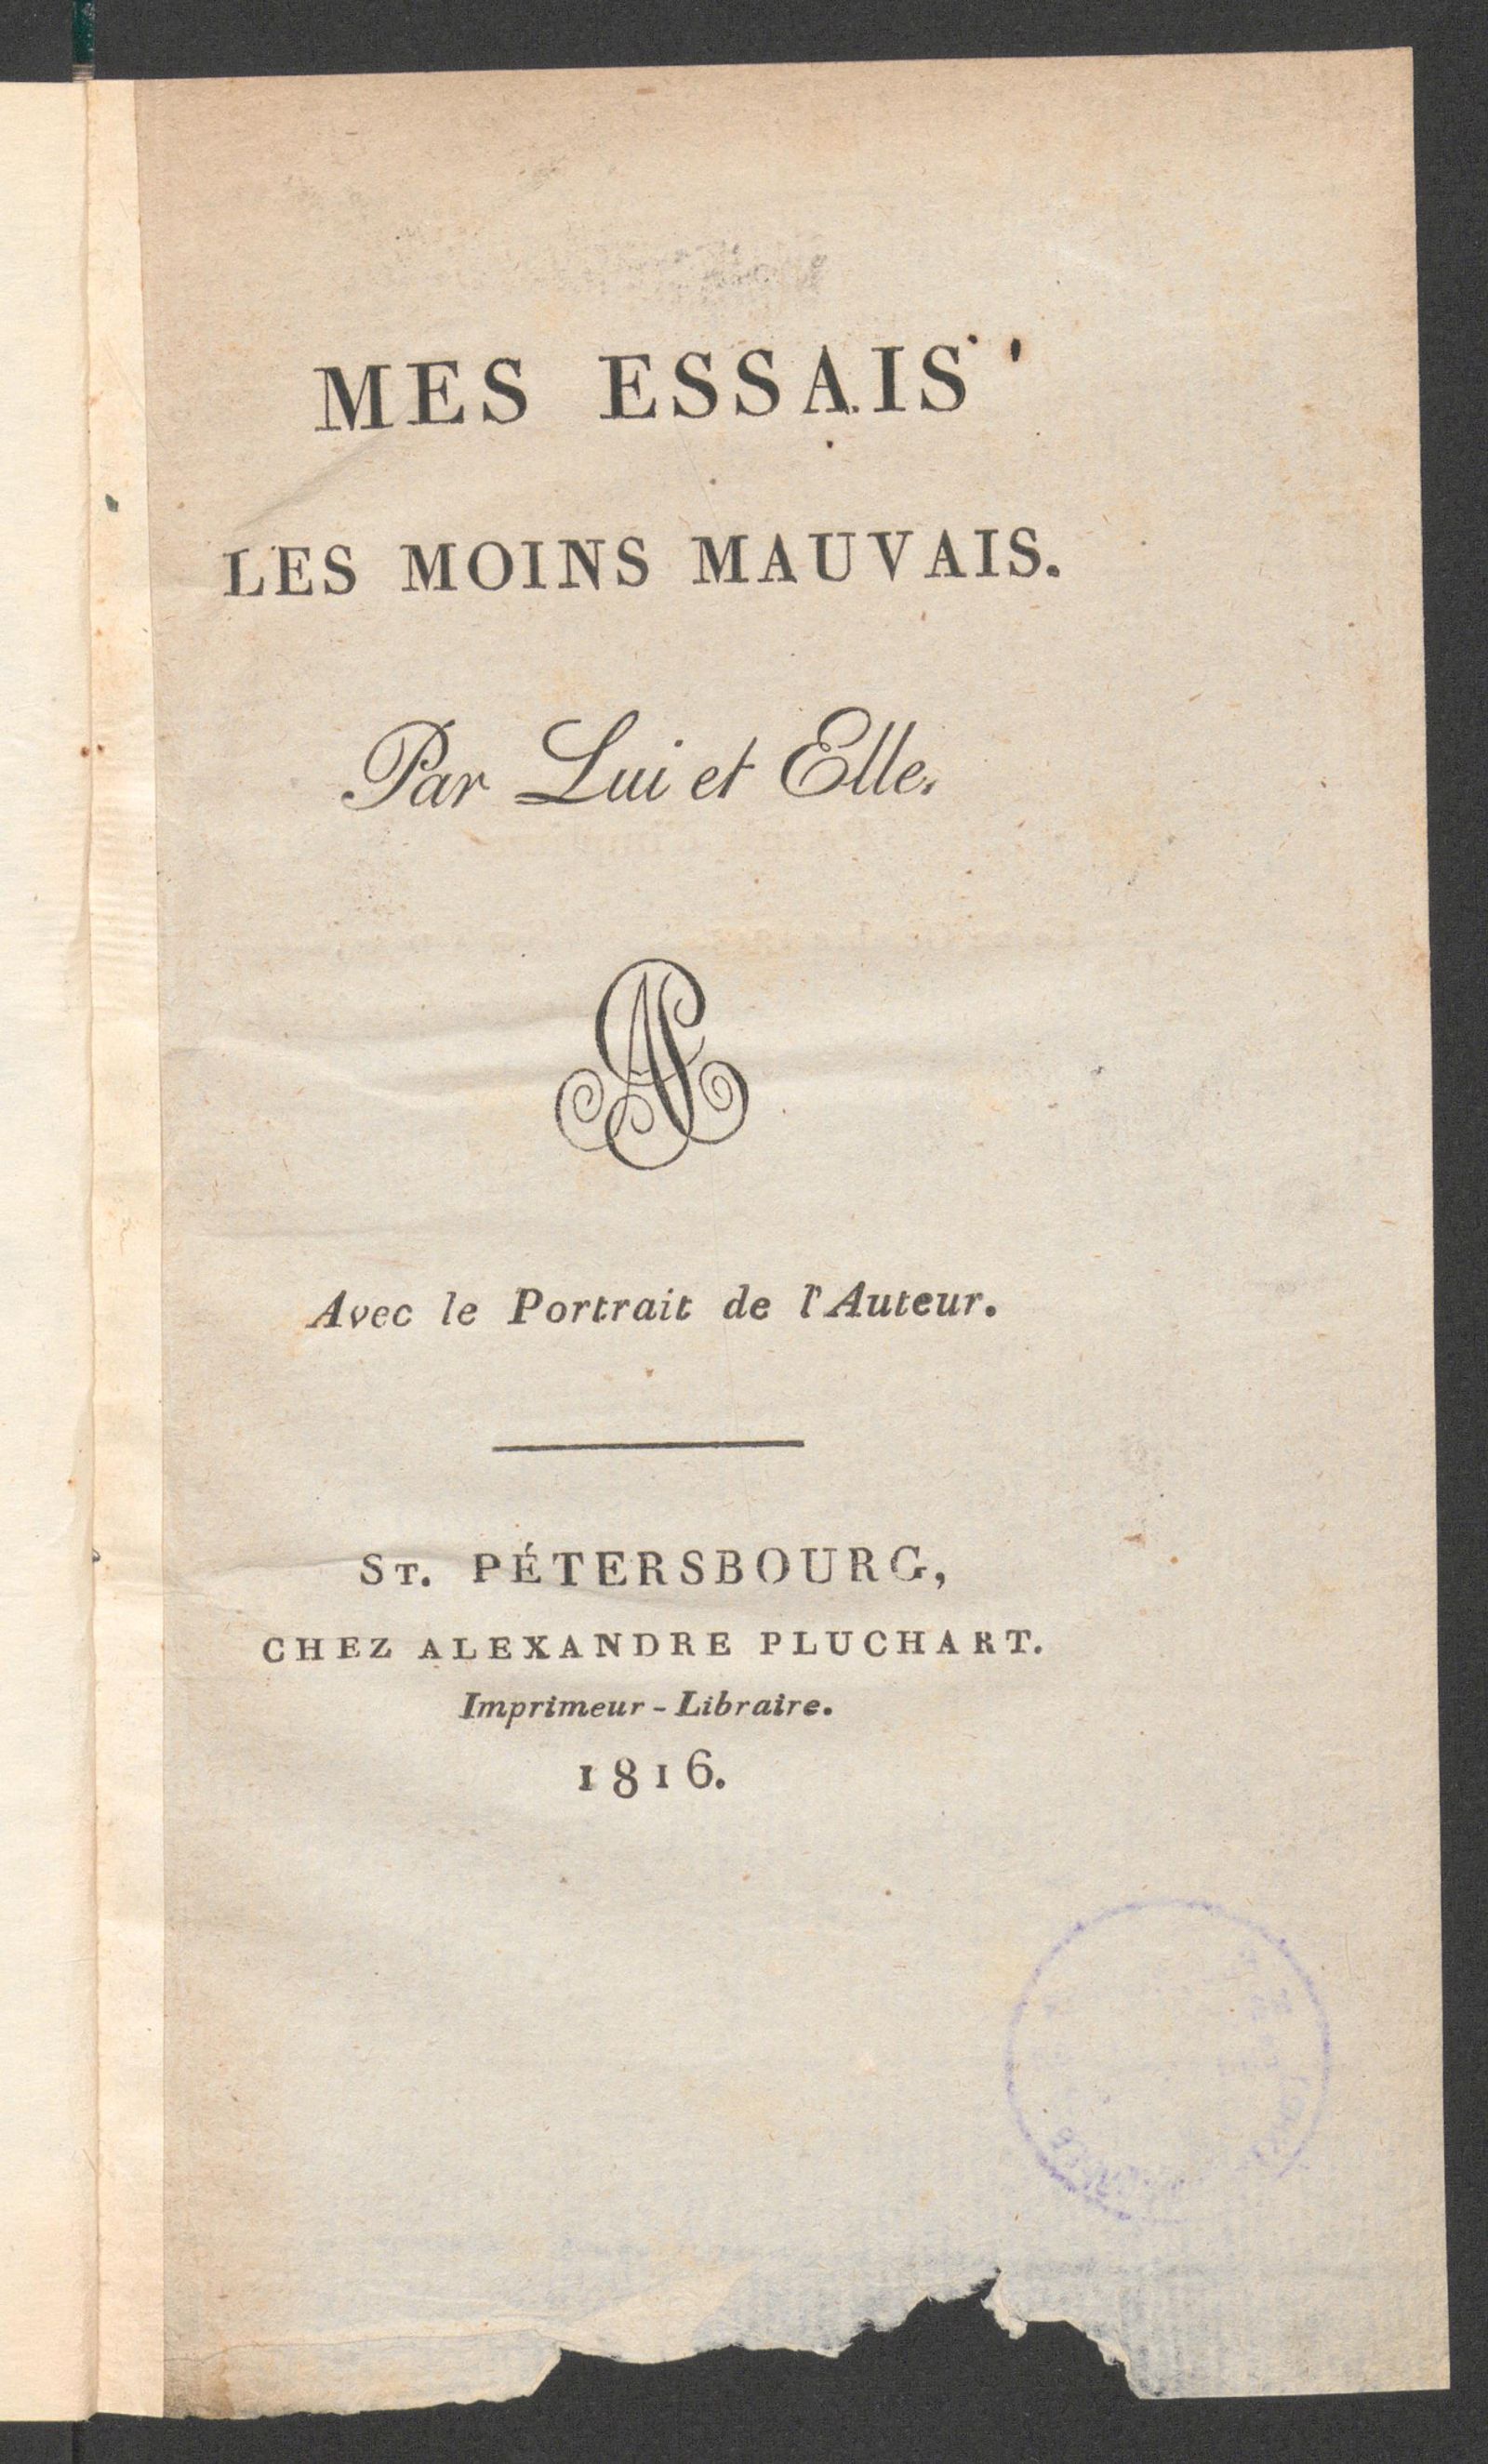 MES ESSAIS
LES MOINS MAUVAIS.
Par Lui et Elle.
Avec le Portrait de l'Auteur.
ST. PÉTERSBOURG,
CHEZ ALEXANDRE PLUCHART.
Imprimeur-Libraire.
1816.